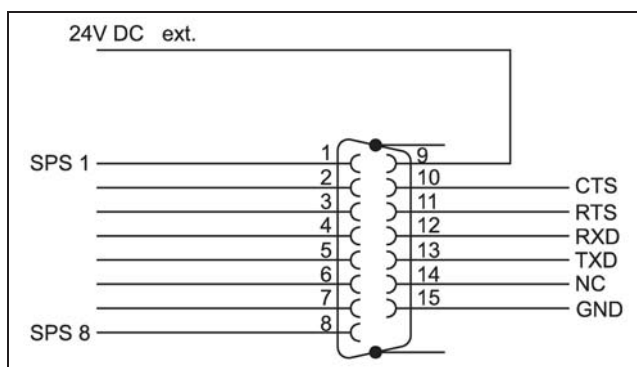 24V DC ext.
SPS 1
1
2
3
4
5
6
7
8
SPS 8
9
10
11
12
13
14
15
CTS
RTS
RXD
TXD
NC
GND